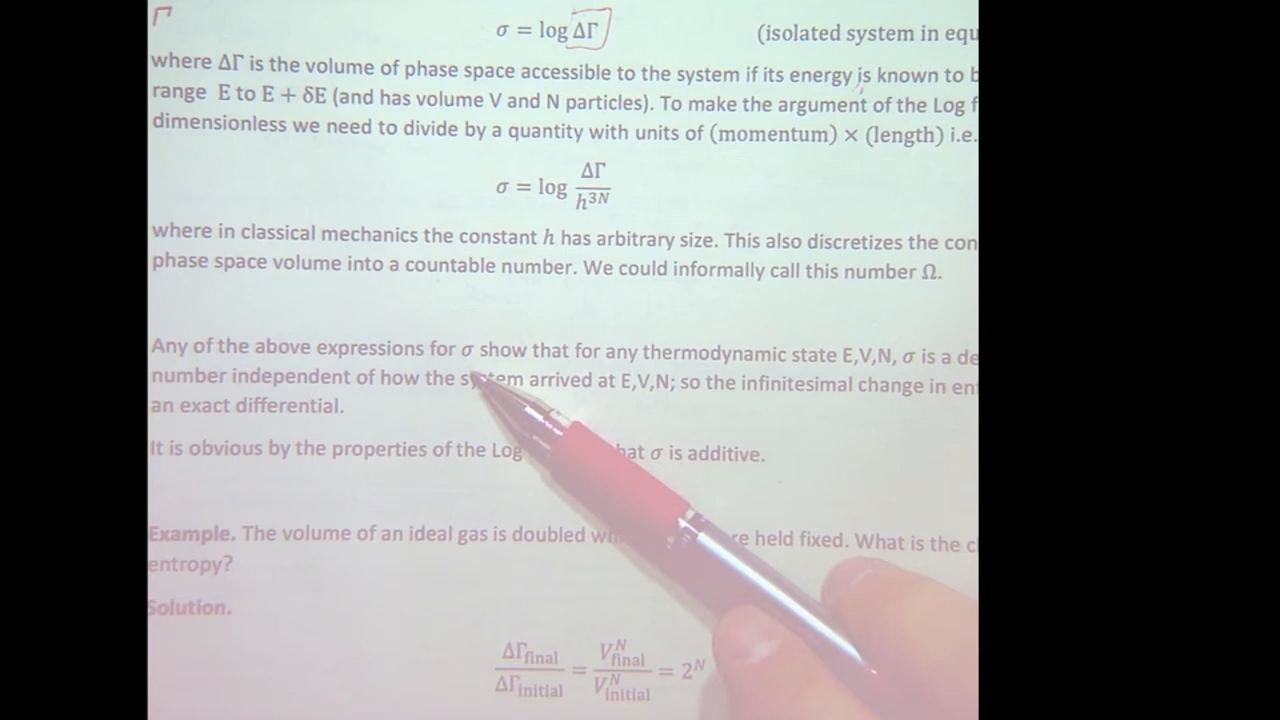 Γ
σ = log ΔΓ (isolated system in equ
where ΔΓ is the volume of phase space accessible to the system if its energy is known to b
range E to E + δE (and has volume V and N particles). To make the argument of the Log f
dimensionless we need to divide by a quantity with units of (momentum) × (length) i.e.
σ = log ΔΓ/h^{3N}
where in classical mechanics the constant h has arbitrary size. This also discretizes the con
phase space volume into a countable number. We could informally call this number Ω.
Any of the above expressions for σ show that for any thermodynamic state E,V,N, σ is a de
number independent of how the system arrived at E,V,N; so the infinitesimal change in en
an exact differential.
It is obvious by the properties of the Log hat σ is additive.
Example. The volume of an ideal gas is doubled wh re held fixed. What is the c
entropy?
Solution.
ΔΓ_final/ΔΓ_initial = V^N_final/V^N_initial = 2^N